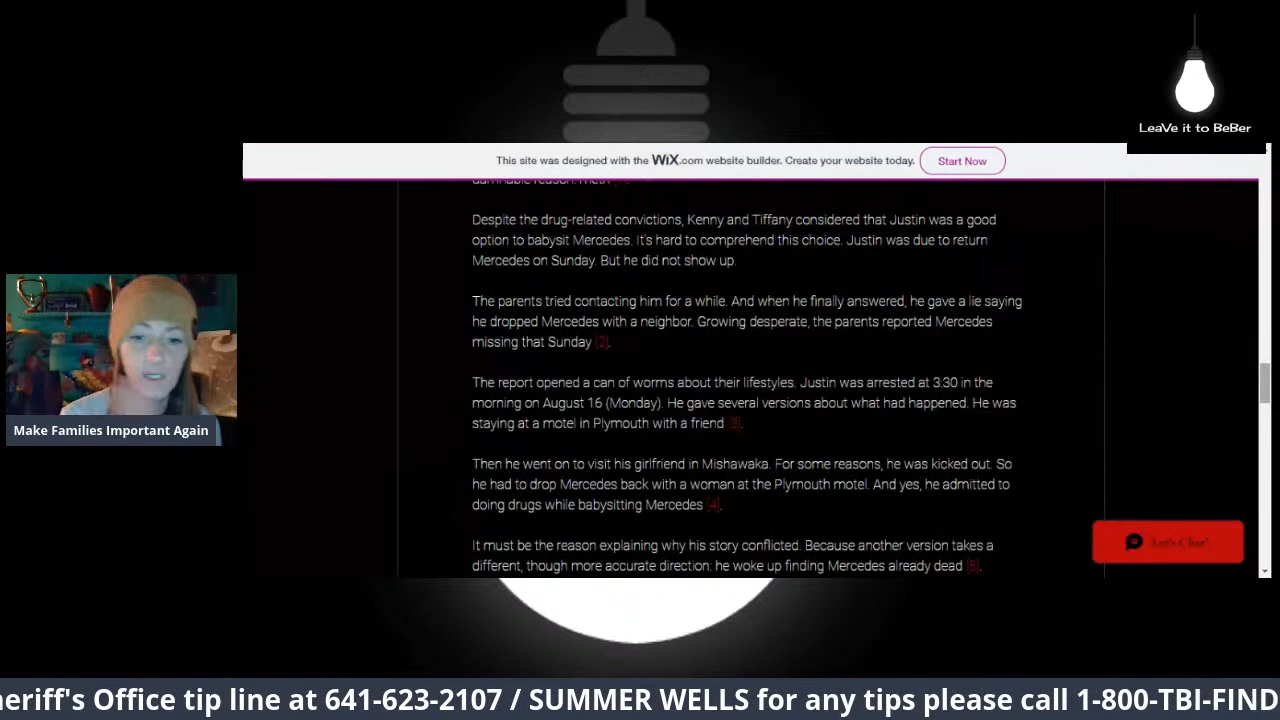 LeaVe it to BeBer
This site was designed with the WiX.com website builder. Create your website today. Start Now
Despite the drug-related convictions, Kenny and Tiffany considered that Justin was a good
option to babysit Mercedes. It's hard to comprehend this choice. Justin was due to return
Mercedes on Sunday. But he did not show up.
The parents tried contacting him for a while. And when he finally answered, he gave a lie saying
he dropped Mercedes with a neighbor. Growing desperate, the parents reported Mercedes
missing that Sunday [2].
The report opened a can of worms about their lifestyles. Justin was arrested at 3:30 in the
morning on August 16 (Monday). He gave several versions about what had happened. He was
staying at a motel in Plymouth with a friend [3].
Then he went on to visit his girlfriend in Mishawaka. For some reasons, he was kicked out. So
he had to drop Mercedes back with a woman at the Plymouth motel. And yes, he admitted to
doing drugs while babysitting Mercedes [4].
It must be the reason explaining why his story conflicted. Because another version takes a
different, though more accurate direction: he woke up finding Mercedes already dead [5].
Let's Chat!
Make Families Important Again
eriff's Office tip line at 641-623-2107 / SUMMER WELLS for any tips please call 1-800-TBI-FIND